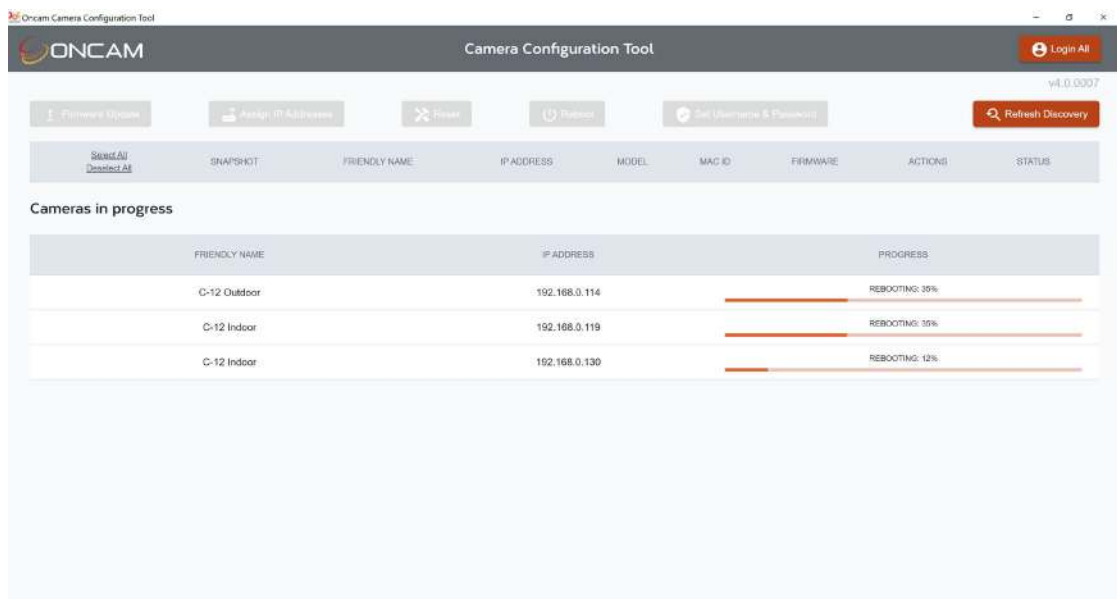 Oncam Camera Configuration Tool
ONCAM
Camera Configuration Tool
Login All
v4.0.0007
Firmware Update
Assign IP Addresses
Reset
Reboot
Set Username & Password
Refresh Discovery
Select All
Deselect All
SNAPSHOT
FRIENDLY NAME
IP ADDRESS
MODEL
MAC ID
FIRMWARE
ACTIONS
STATUS
Cameras in progress
FRIENDLY NAME
IP ADDRESS
PROGRESS
C-12 Outdoor
192.168.0.114
REBOOTING: 35%
C-12 Indoor
192.168.0.119
REBOOTING: 35%
C-12 Indoor
192.168.0.130
REBOOTING: 12%